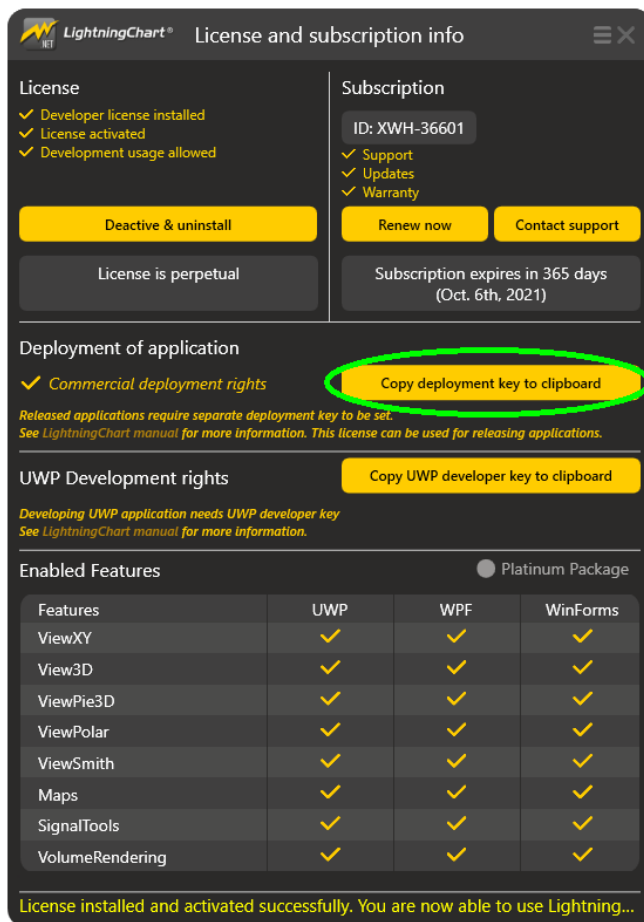 LightningChart® License and subscription info
.NET
License
Developer license installed
License activated
Development usage allowed
Deactive & uninstall
License is perpetual
Subscription
ID: XWH-36601
Support
Updates
Warranty
Renew now
Contact support
Subscription expires in 365 days
(Oct. 6th, 2021)
Deployment of application
Commercial deployment rights
Copy deployment key to clipboard
Released applications require separate deployment key to be set.
See LightningChart manual for more information. This license can be used for releasing applications.
UWP Development rights
Copy UWP developer key to clipboard
Developing UWP application needs UWP developer key
See LightningChart manual for more information.
Enabled Features
Platinum Package
Features UWP WPF WinForms
ViewXY
View3D
ViewPie3D
ViewPolar
ViewSmith
Maps
SignalTools
VolumeRendering
License installed and activated successfully. You are now able to use Lightning...